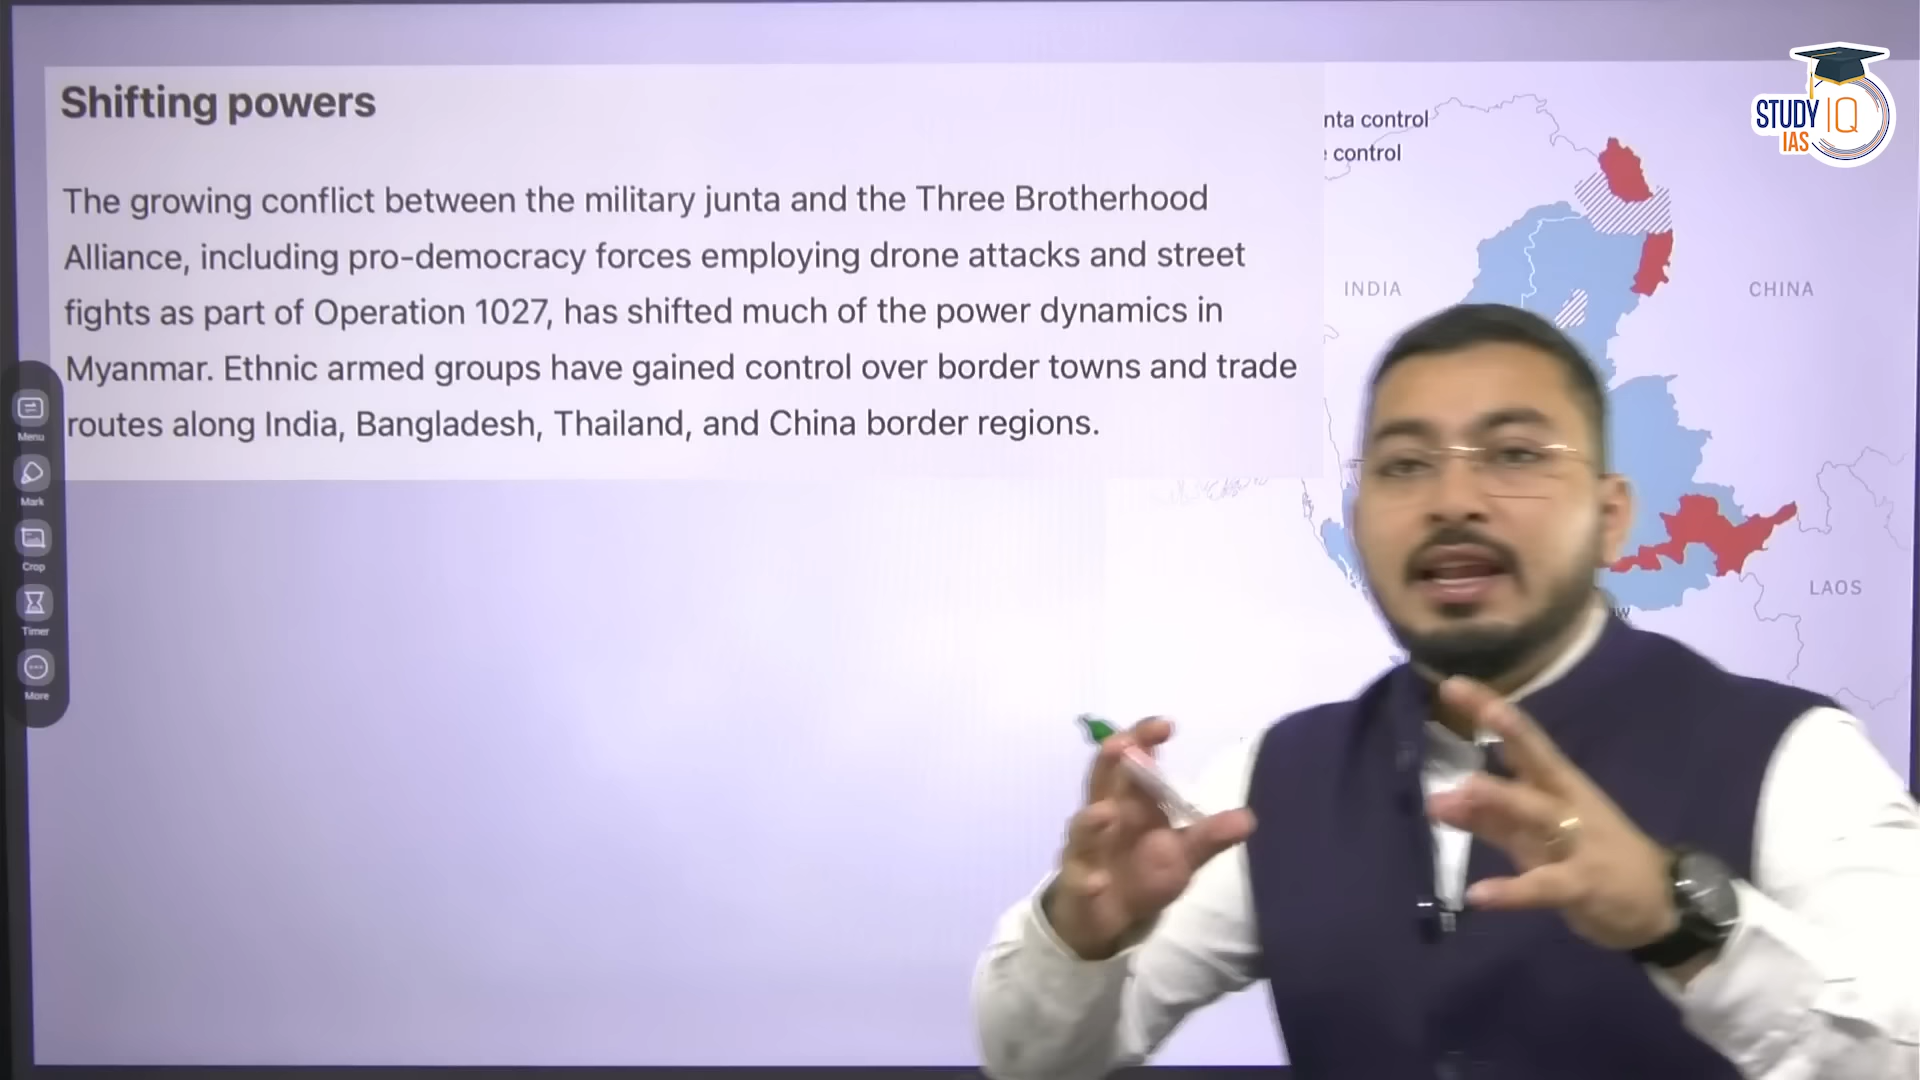 Shifting powers
The growing conflict between the military junta and the Three Brotherhood
Alliance, including pro-democracy forces employing drone attacks and street
fights as part of Operation 1027, has shifted much of the power dynamics in
Myanmar. Ethnic armed groups have gained control over border towns and trade
routes along India, Bangladesh, Thailand, and China border regions.
nta control
control
INDIA
CHINA
LAOS
STUDY IQ
IAS
Menu
Mark
Crop
Timer
More